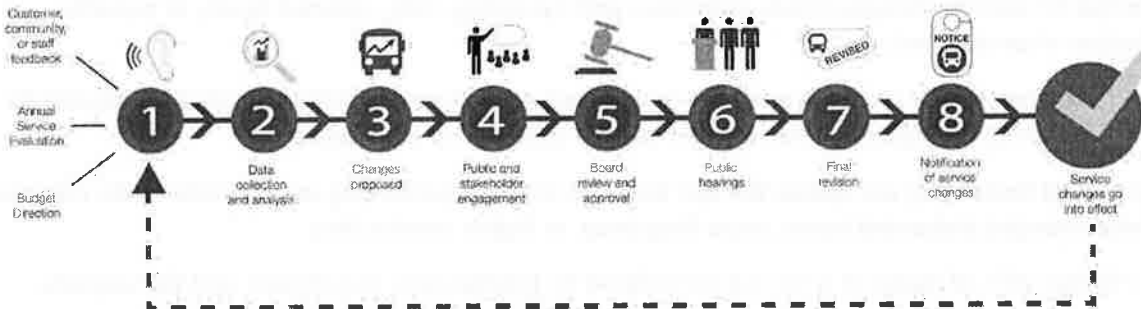 Customer,
community,
or staff
feedback
Annual
Service
Evaluation
Budget
Direction
1
2
Data
collection
and analysis
3
Changes
proposed
4
Public and
stakeholder
engagement
5
Board
review and
approval
6
Public
hearings
REVISED
7
Final
revision
NOTICE
8
Notification
of service
changes
Service
changes go
into effect